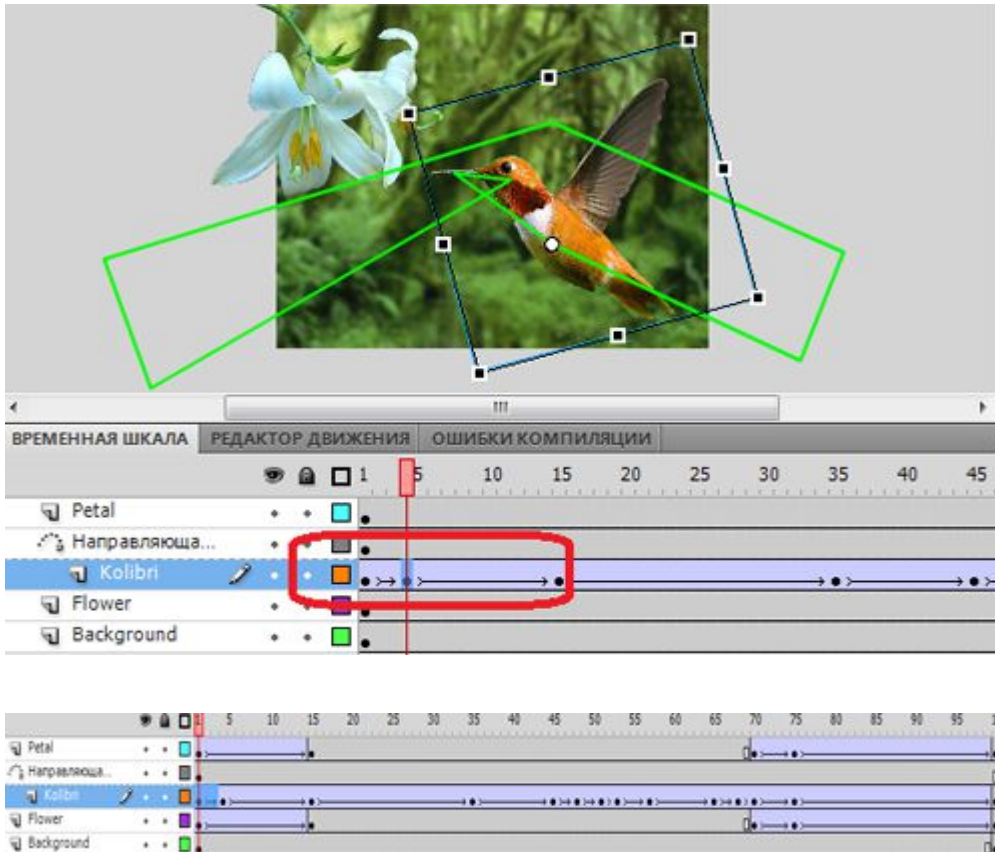 ВРЕМЕННАЯ ШКАЛА РЕДАКТОР ДВИЖЕНИЯ ОШИБКИ КОМПИЛЯЦИИ
1 5 10 15 20 25 30 35 40 45
Petal
Направляюща...
Kolibri
Flower
Background
5 10 15 20 25 30 35 40 45 50 55 60 65 70 75 80 85 90 95
Petal
Направляюща...
Kolibri
Flower
Background